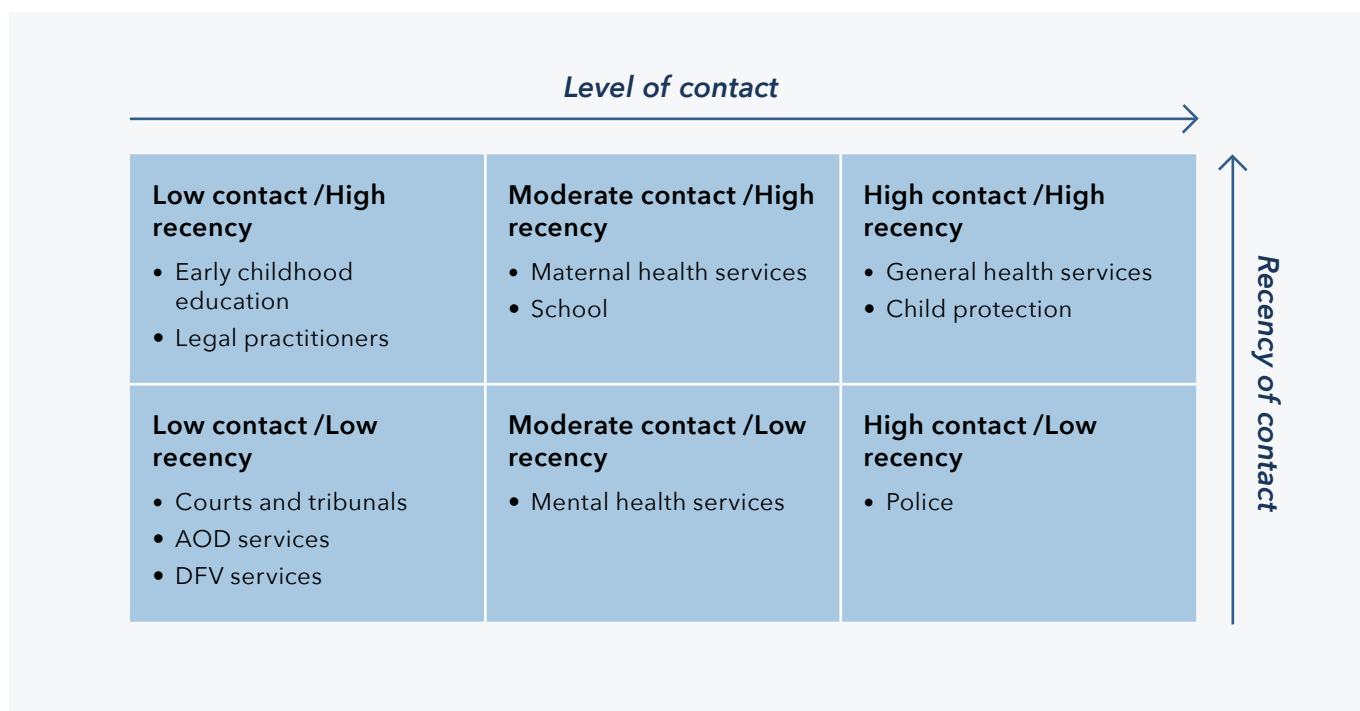 Level of contact
Low contact /High
recency
• Early childhood
education
• Legal practitioners
Moderate contact /High
recency
• Maternal health services
• School
High contact /High
recency
• General health services
• Child protection
Low contact /Low
recency
• Courts and tribunals
• AOD services
• DFV services
Moderate contact /Low
recency
• Mental health services
High contact /Low
recency
• Police
Recency of contact